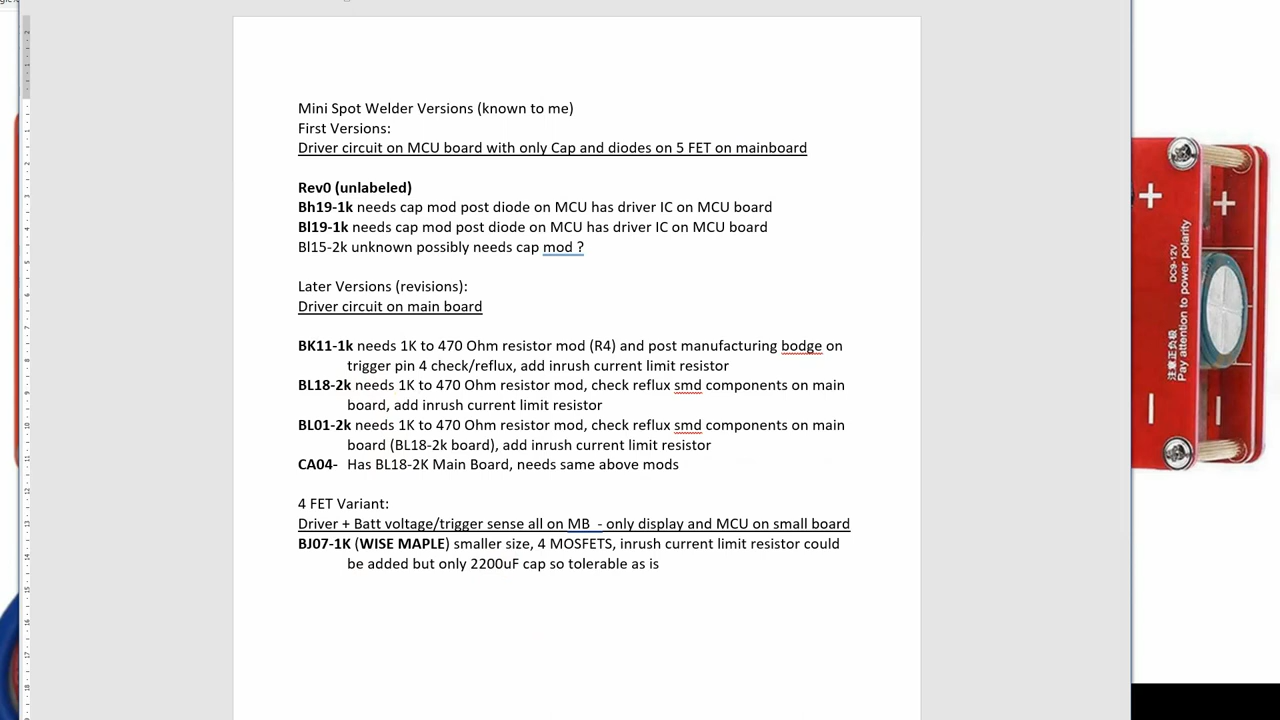 Mini Spot Welder Versions (known to me)
First Versions:
Driver circuit on MCU board with only Cap and diodes on 5 FET on mainboard
Rev0 (unlabeled)
Bh19-1k needs cap mod post diode on MCU has driver IC on MCU board
Bl19-1k needs cap mod post diode on MCU has driver IC on MCU board
Bl15-2k unknown possibly needs cap mod ?
Later Versions (revisions):
Driver circuit on main board
BK11-1k needs 1K to 470 Ohm resistor mod (R4) and post manufacturing bodge on
trigger pin 4 check/reflux, add inrush current limit resistor
BL18-2k needs 1K to 470 Ohm resistor mod, check reflux smd components on main
board, add inrush current limit resistor
BL01-2k needs 1K to 470 Ohm resistor mod, check reflux smd components on main
board (BL18-2k board), add inrush current limit resistor
CA04- Has BL18-2K Main Board, needs same above mods
4 FET Variant:
Driver + Batt voltage/trigger sense all on MB - only display and MCU on small board
BJ07-1K (WISE MAPLE) smaller size, 4 MOSFETS, inrush current limit resistor could
be added but only 2200uF cap so tolerable as is
DC9-12V
注意正负极
Pay attention to power polarity